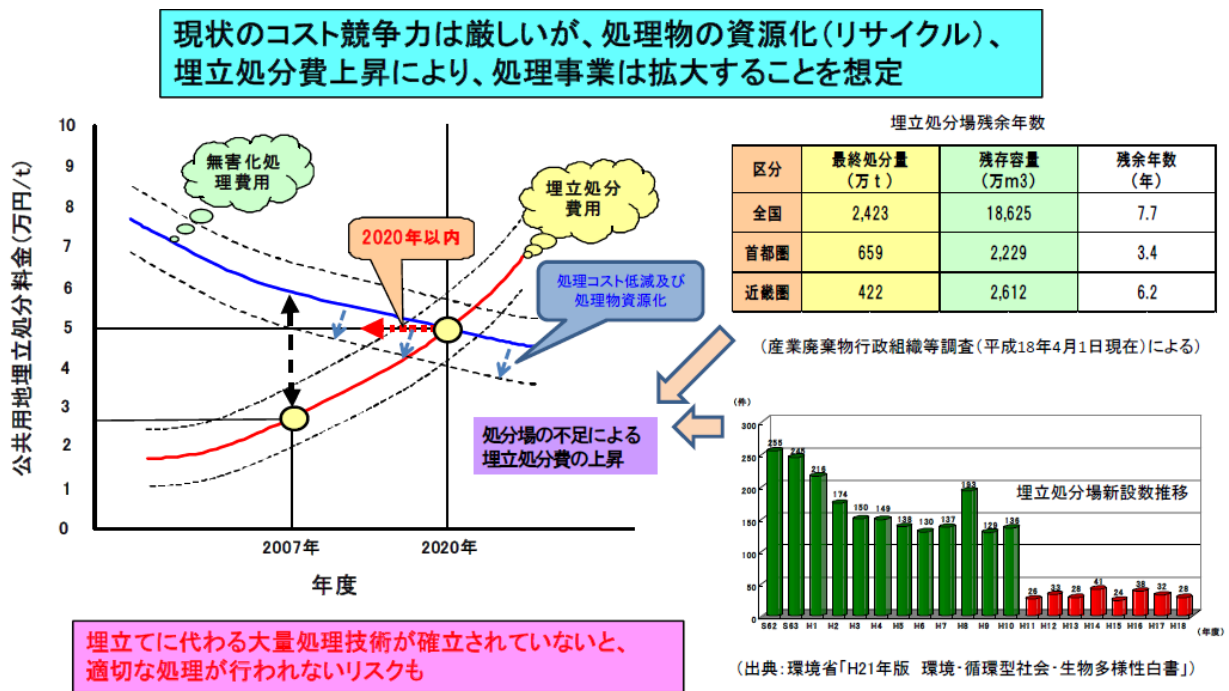 現状のコスト競争力は厳しいが、処理物の資源化(リサイクル)、
埋立処分費上昇により、処理事業は拡大することを想定
公共用地埋立処分料金(万円/t)
10
9
8
7
6
5
4
3
2
1
0
無害化処
理費用
埋立処分
費用
2020年以内
処理コスト低減及び
処理物資源化
2007年
2020年
年度
処分場の不足による
埋立処分費の上昇
埋立処分場残余年数
区分 最終処分量(万t) 残存容量(万m3) 残余年数(年)
全国 2,423 18,625 7.7
首都圏 659 2,229 3.4
近畿圏 422 2,612 6.2
(産業廃棄物行政組織等調査(平成18年4月1日現在)による)
(件)
300
250
200
150
100
50
0
埋立処分場新設数推移
255 245 216 174 150 149 138 130 137 193 129 136 26 33 28 41 24 38 32 28
S62 S63 H1 H2 H3 H4 H5 H6 H7 H8 H9 H10 H11 H12 H13 H14 H15 H16 H17 H18
(年度)
(出典:環境省「H21年版 環境・循環型社会・生物多様性白書」)
埋立てに代わる大量処理技術が確立されていないと、
適切な処理が行われないリスクも